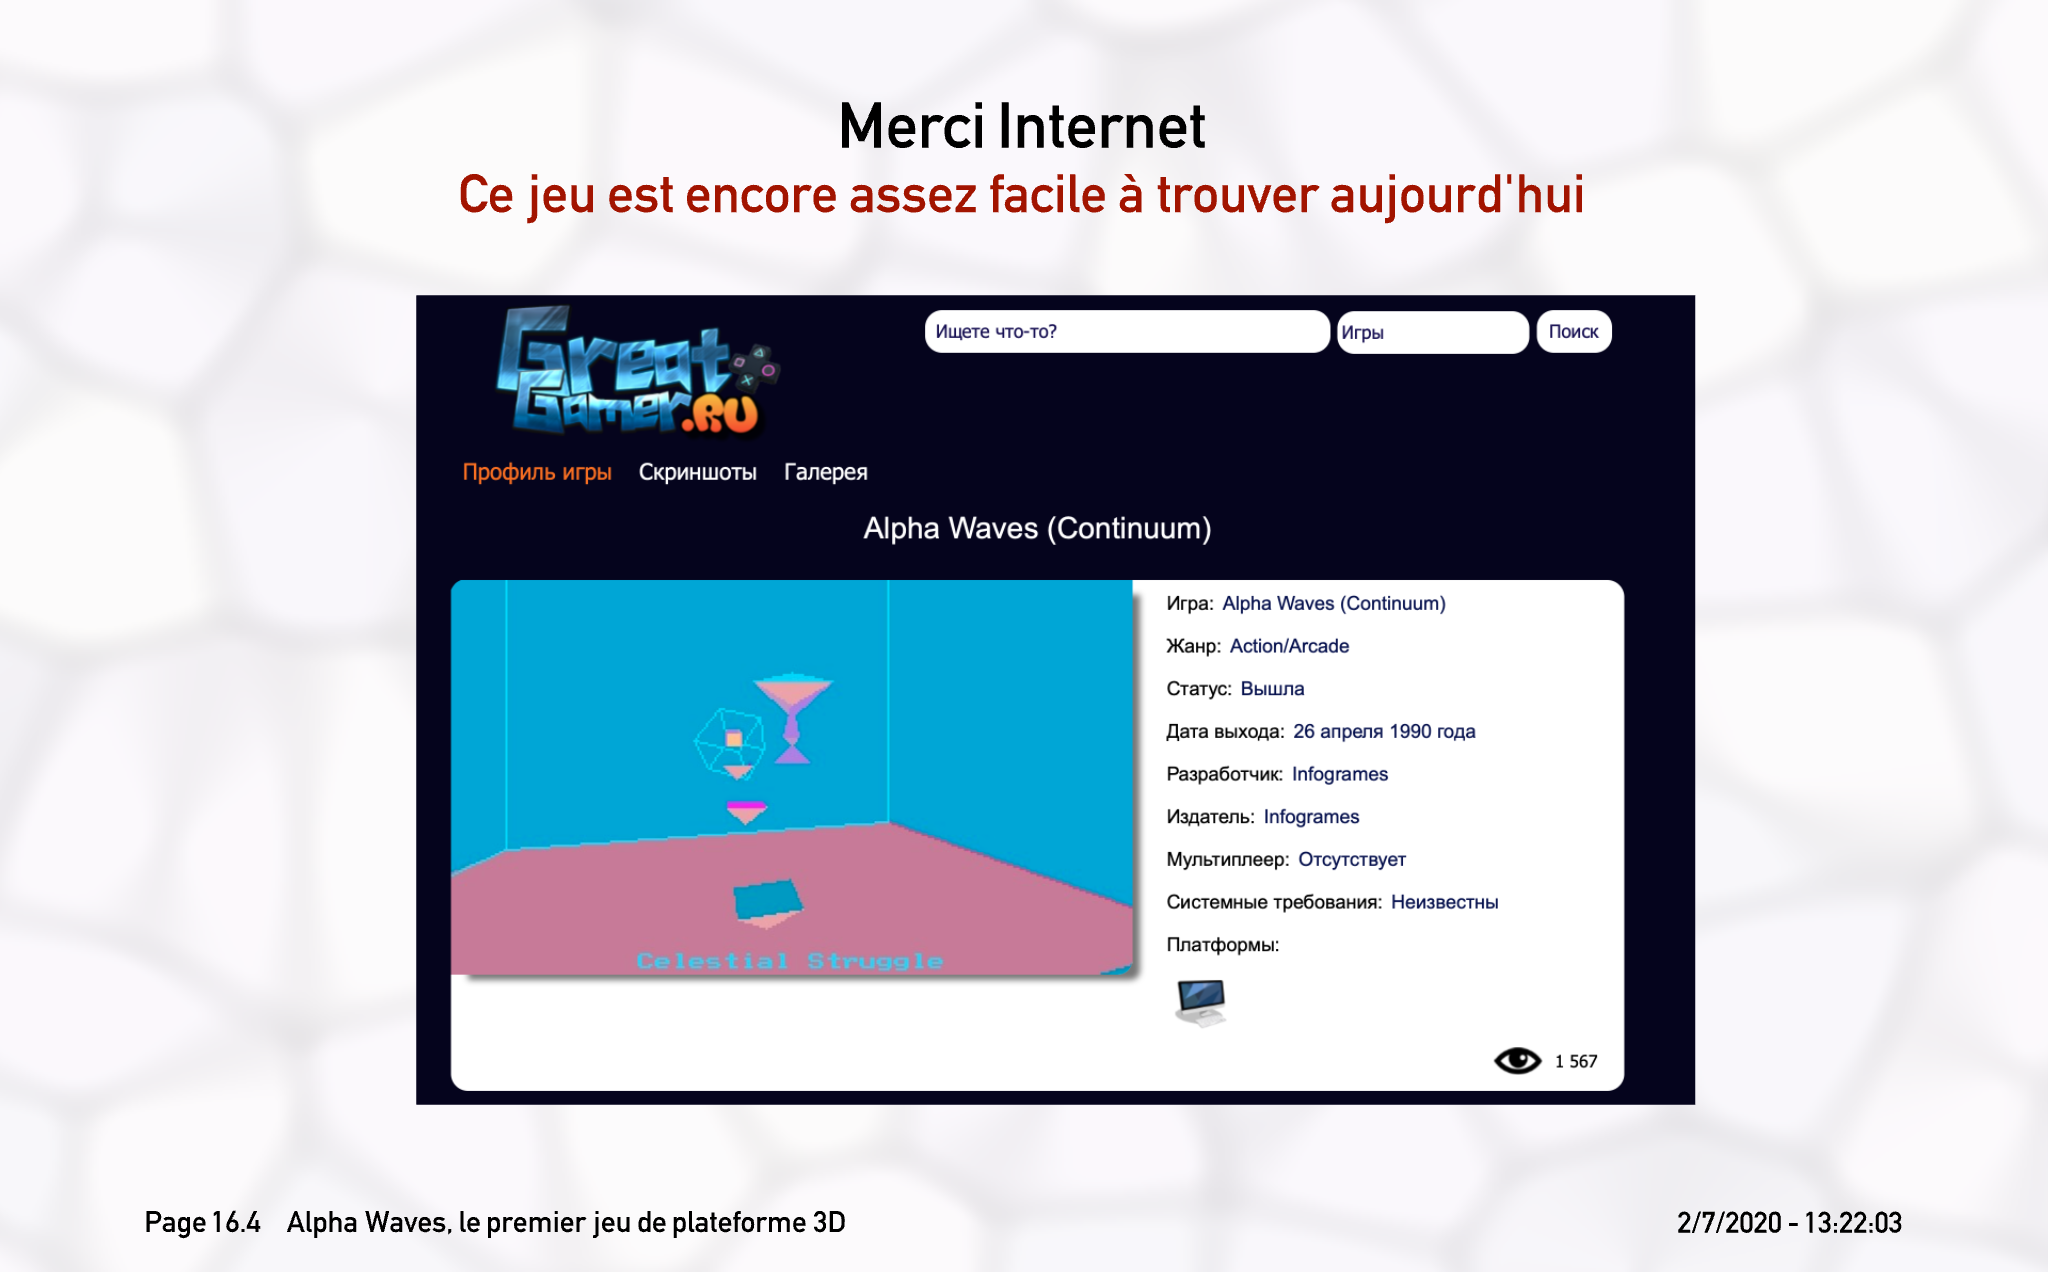 Merci Internet
Ce jeu est encore assez facile à trouver aujourd'hui
Great
Gamer.RU
Ищете что-то?
Игры
Поиск
Профиль игры Скриншоты Галерея
Alpha Waves (Continuum)
Игра: Alpha Waves (Continuum)
Жанр: Action/Arcade
Статус: Вышла
Дата выхода: 26 апреля 1990 года
Разработчик: Infogrames
Издатель: Infogrames
Мультиплеер: Отсутствует
Системные требования: Неизвестны
Платформы:
Celestial Struggle
1 567
Page 16.4 Alpha Waves, le premier jeu de plateforme 3D
2/7/2020 - 13:22:03